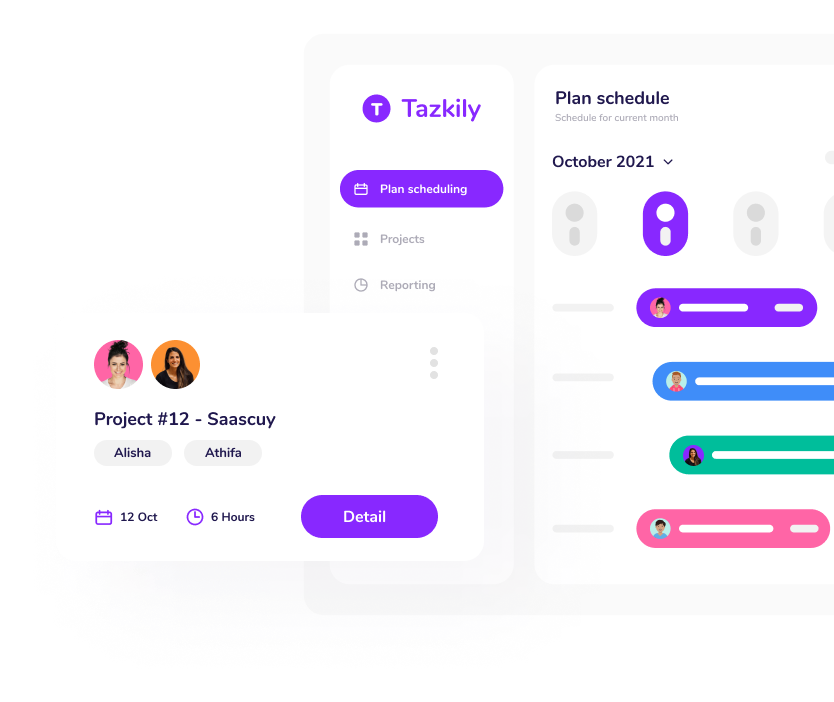 Tazkily
Plan scheduling
Projects
Reporting
Plan schedule
Schedule for current month
October 2021
Project #12 - Saascuy
Alisha
Athifa
12 Oct
6 Hours
Detail